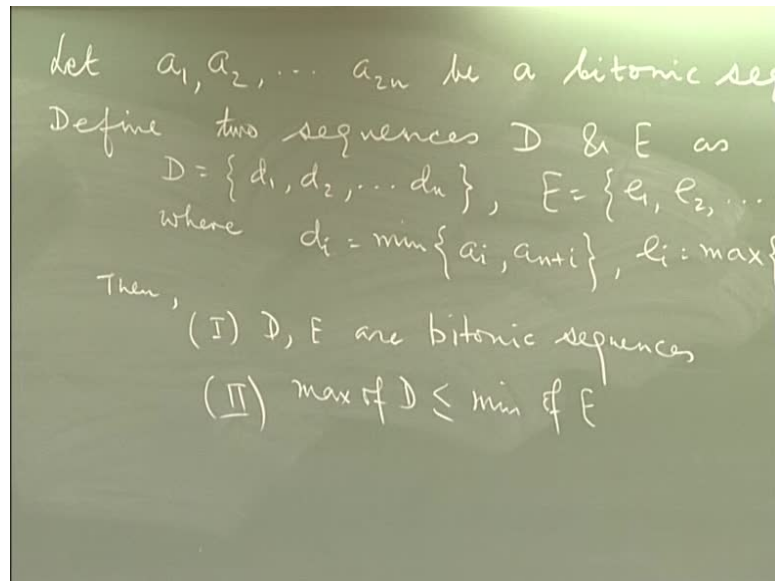 Let a₁, a₂, ... a₂ₙ be a bitonic seq
Define two sequences D & E as
D = { d₁, d₂, ... dₙ }, E = { e₁, e₂, ...
where dᵢ = min{ aᵢ, aₙ₊ᵢ }, eᵢ = max{
Then,
(I) D, E are bitonic sequences
(II) max of D ≤ min of E